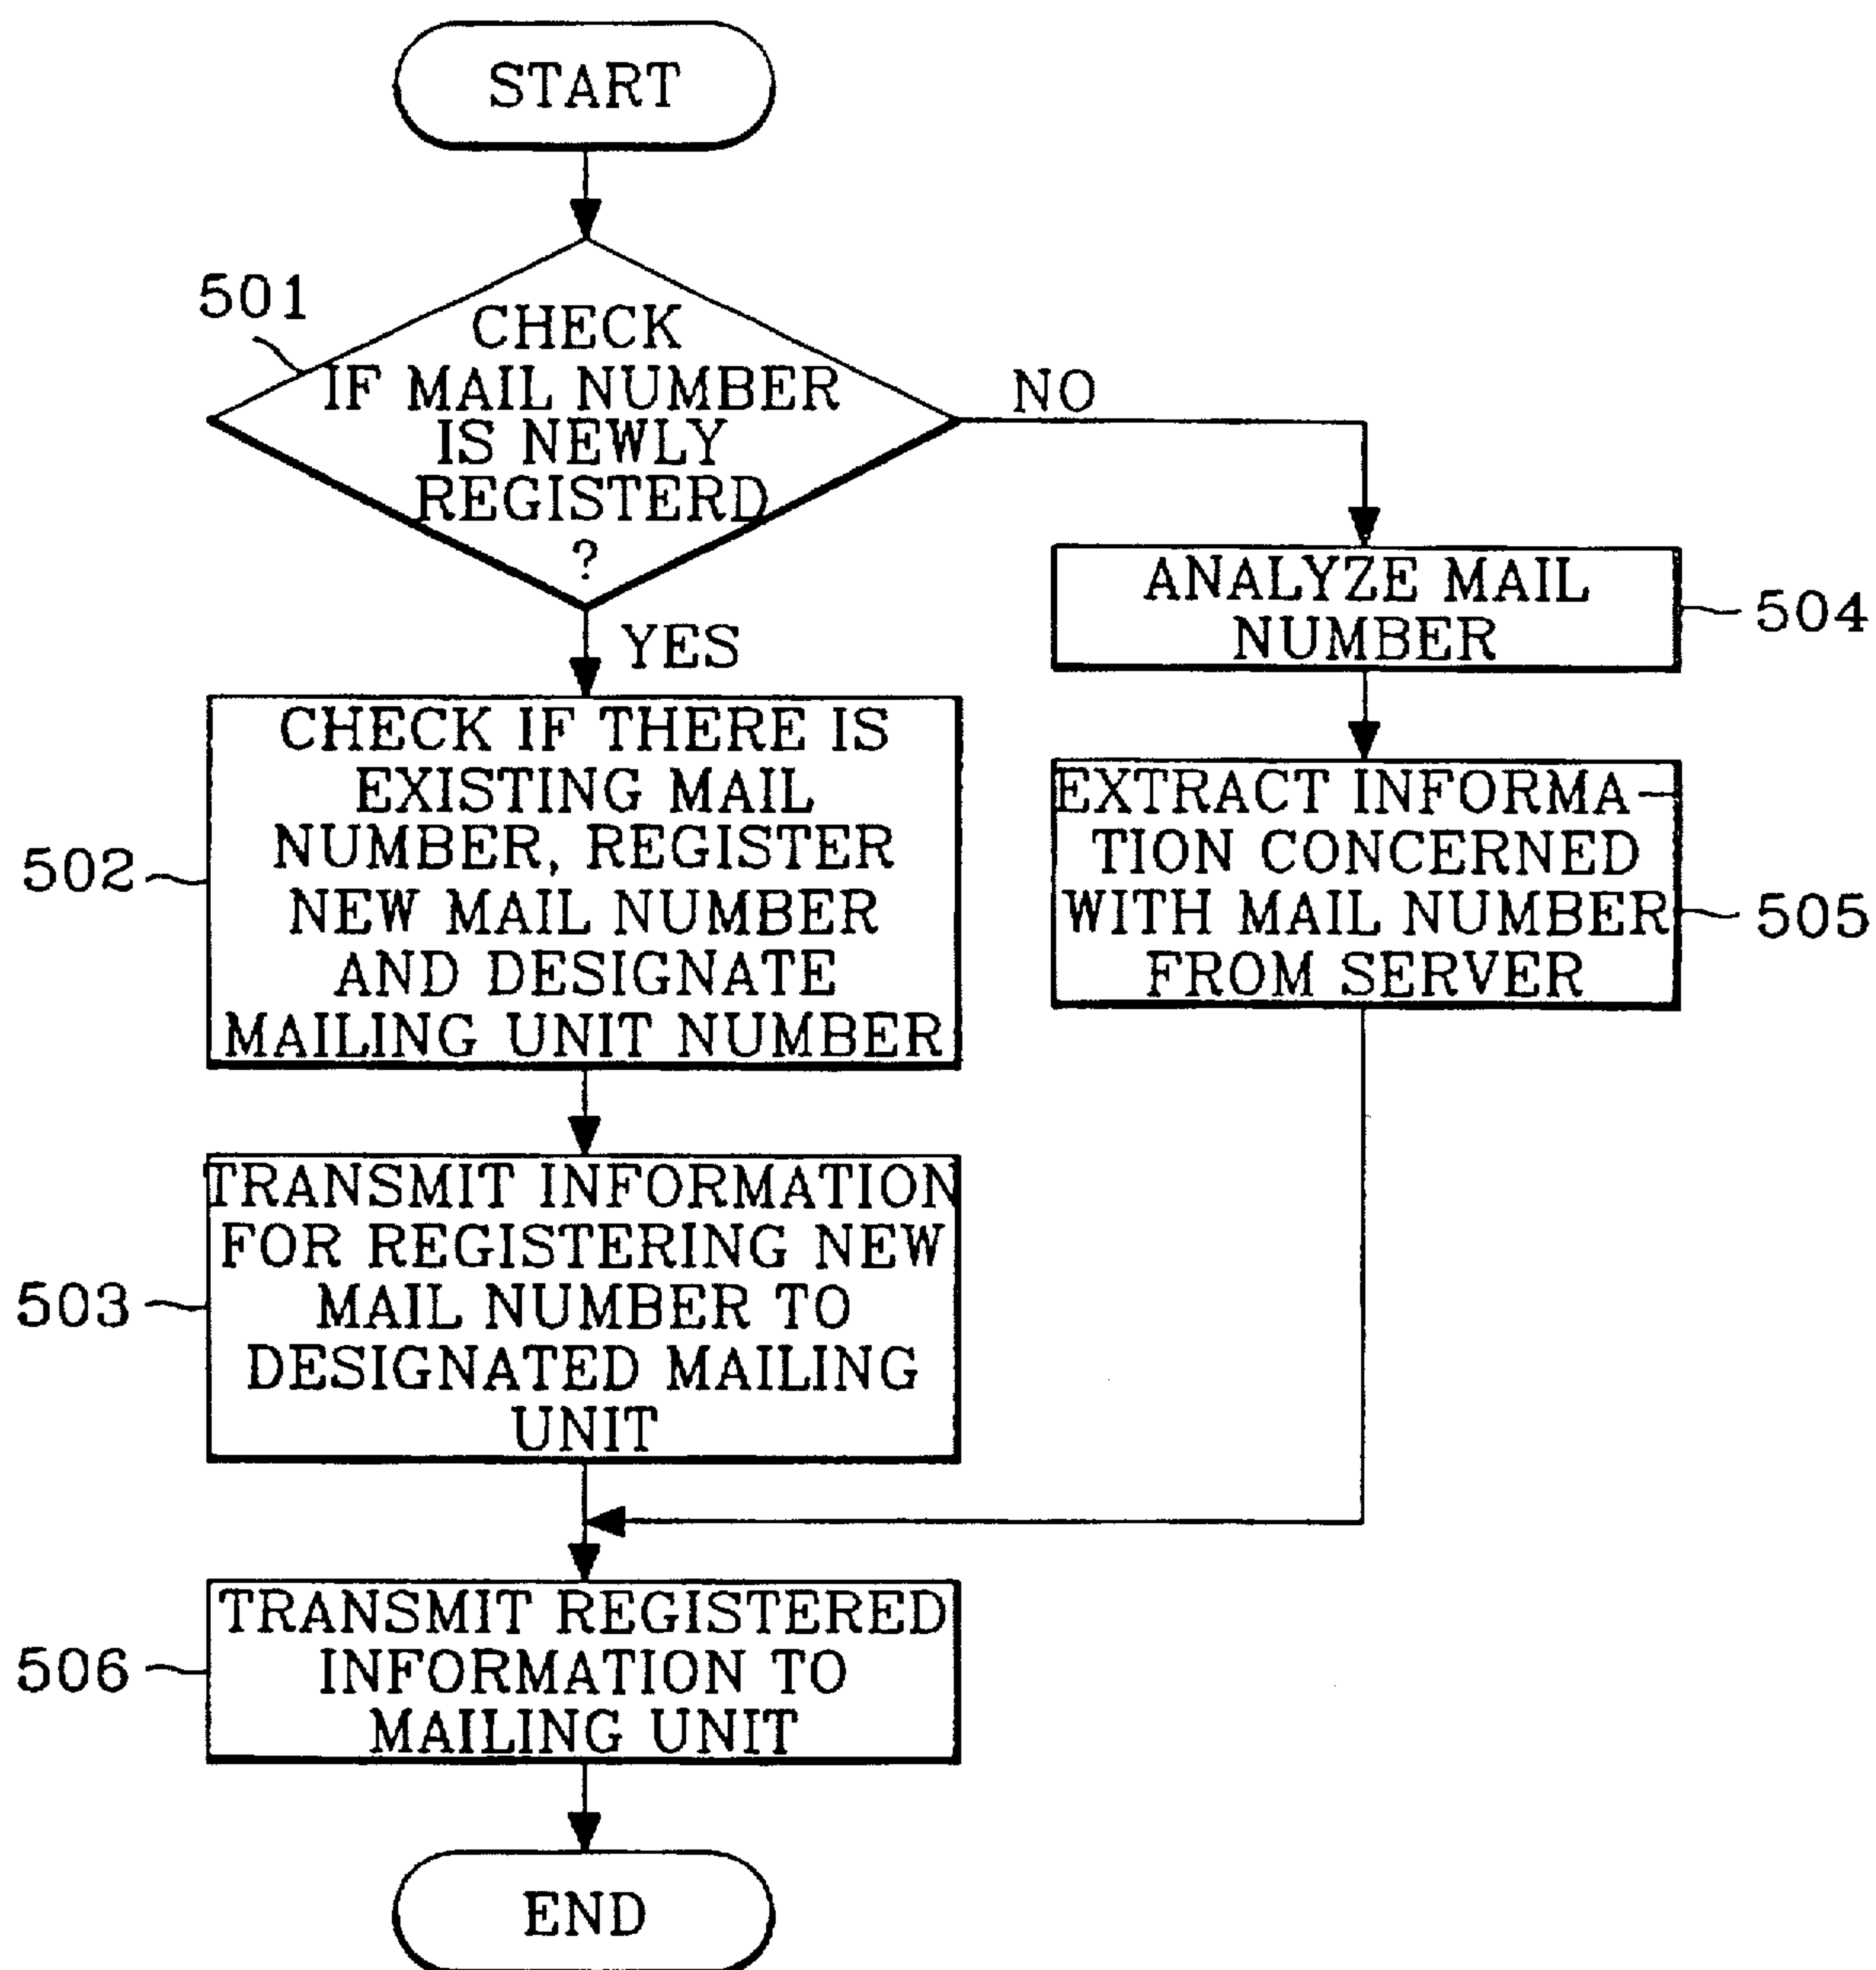 START
501
CHECK
IF MAIL NUMBER
IS NEWLY
REGISTERD
?
NO
YES
ANALYZE MAIL
NUMBER
504
502
CHECK IF THERE IS
EXISTING MAIL
NUMBER, REGISTER
NEW MAIL NUMBER
AND DESIGNATE
MAILING UNIT NUMBER
EXTRACT INFORMA-
TION CONCERNED
WITH MAIL NUMBER
FROM SERVER
505
503
TRANSMIT INFORMATION
FOR REGISTERING NEW
MAIL NUMBER TO
DESIGNATED MAILING
UNIT
506
TRANSMIT REGISTERED
INFORMATION TO
MAILING UNIT
END